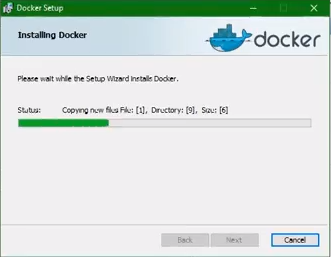 Docker Setup
Installing Docker
docker
Please wait while the Setup Wizard installs Docker.
Status: Copying new files File: [1], Directory: [9], Size: [6]
Back Next Cancel